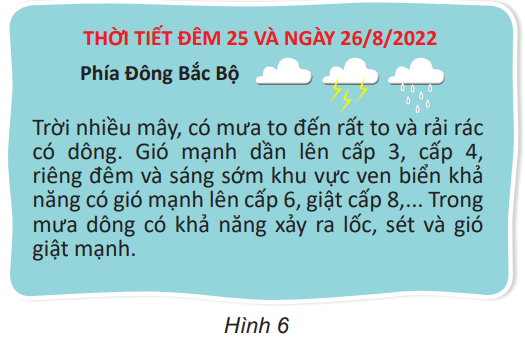 THỜI TIẾT ĐÊM 25 VÀ NGÀY 26/8/2022
Phía Đông Bắc Bộ
Trời nhiều mây, có mưa to đến rất to và rải rác
có dông. Gió mạnh dần lên cấp 3, cấp 4,
riêng đêm và sáng sớm khu vực ven biển khả
năng có gió mạnh lên cấp 6, giật cấp 8,... Trong
mưa dông có khả năng xảy ra lốc, sét và gió
giật mạnh.
Hình 6